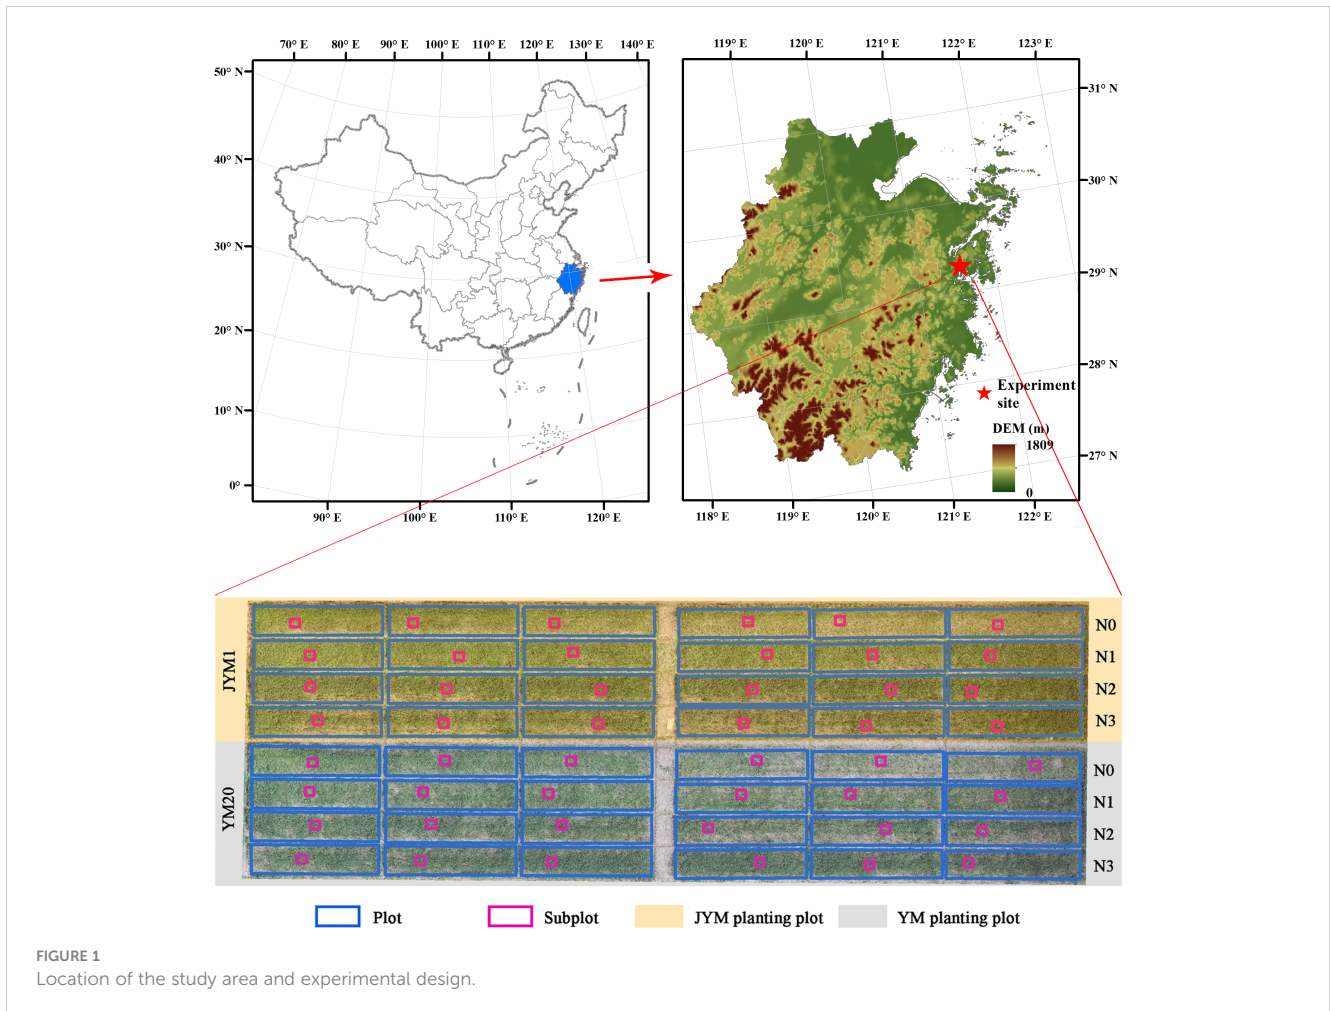 70° E 80° E 90° E 100° E 110° E 120° E 130° E 140° E
50° N
40° N
30° N
20° N
10° N
0°
90° E 100° E 110° E 120° E
119° E 120° E 121° E 122° E 123° E
31° N
30° N
29° N
28° N
27° N
Experiment
site
DEM (m)
1809
0
118° E 119° E 120° E 121° E 122° E
JYM1
N0
N1
N2
N3
YM20
N0
N1
N2
N3
Plot Subplot JYM planting plot YM planting plot
FIGURE 1
Location of the study area and experimental design.